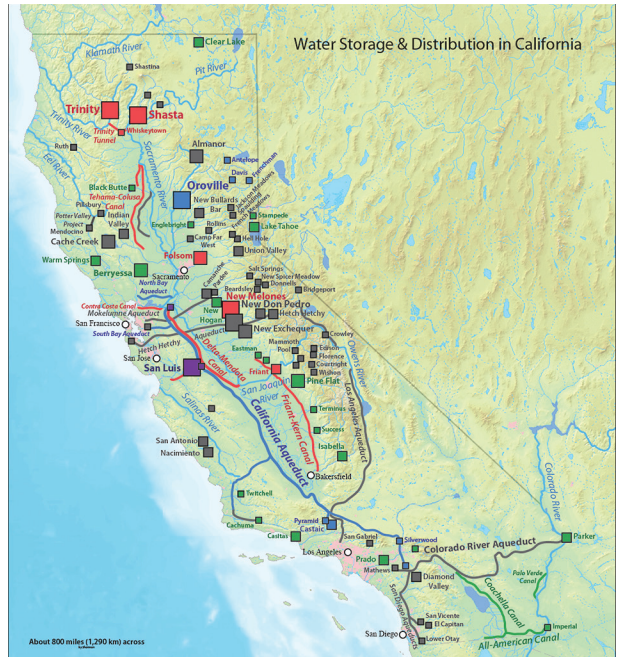 Water Storage & Distribution in California
Clear Lake
Klamath River
Shastina
Pit River
Trinity
Shasta
Trinity River
Trinity
Tunnel
Whiskeytown
Ruth
Eel River
Sacramento River
Almanor
Antelope
Davis
Frenchman
Black Butte
Tehama-Colusa
Canal
Oroville
New Bullards
Bar
Jackson Meadows
Spaulding
French Meadows
Stampede
Lake Tahoe
Pillsbury
Potter Valley
Project
Indian
Valley
Mendocino
Cache Creek
Englebright
Rollins
Camp Far
West
Hell Hole
Union Valley
Warm Springs
Berryessa
Folsom
Sacramento
North Bay
Aqueduct
Camanche
Pardee
Salt Springs
New Spicer Meadow
Donnells
Beardsley
Bridgeport
New Melones
Contra Costa Canal
Mokelumne Aqueduct
New
Hogan
New Don Pedro
Hetch Hetchy
San Francisco
South Bay Aqueduct
Hetch Hetchy
Aqueduct
New Exchequer
Crowley
San Jose
Delta-Mendota
Canal
Eastman
Mammoth
Pool
Edison
Florence
Courtright
Wishon
Owens River
San Luis
Friant
San Joaquin
River
Pine Flat
Los Angeles Aqueduct
Salinas River
California Aqueduct
Friant-Kern Canal
Terminus
Success
San Antonio
Nacimiento
Isabella
Bakersfield
Twitchell
Cachuma
Pyramid
Castaic
Casitas
San Gabriel
Silverwood
Colorado River
Parker
Colorado River Aqueduct
Los Angeles
Prado
Mathews
Diamond
Valley
Palo Verde
Canal
Coachella Canal
San Diego Aqueducts
San Vicente
El Capitan
Imperial
San Diego
Lower Otay
All-American Canal
About 800 miles (1,290 km) across